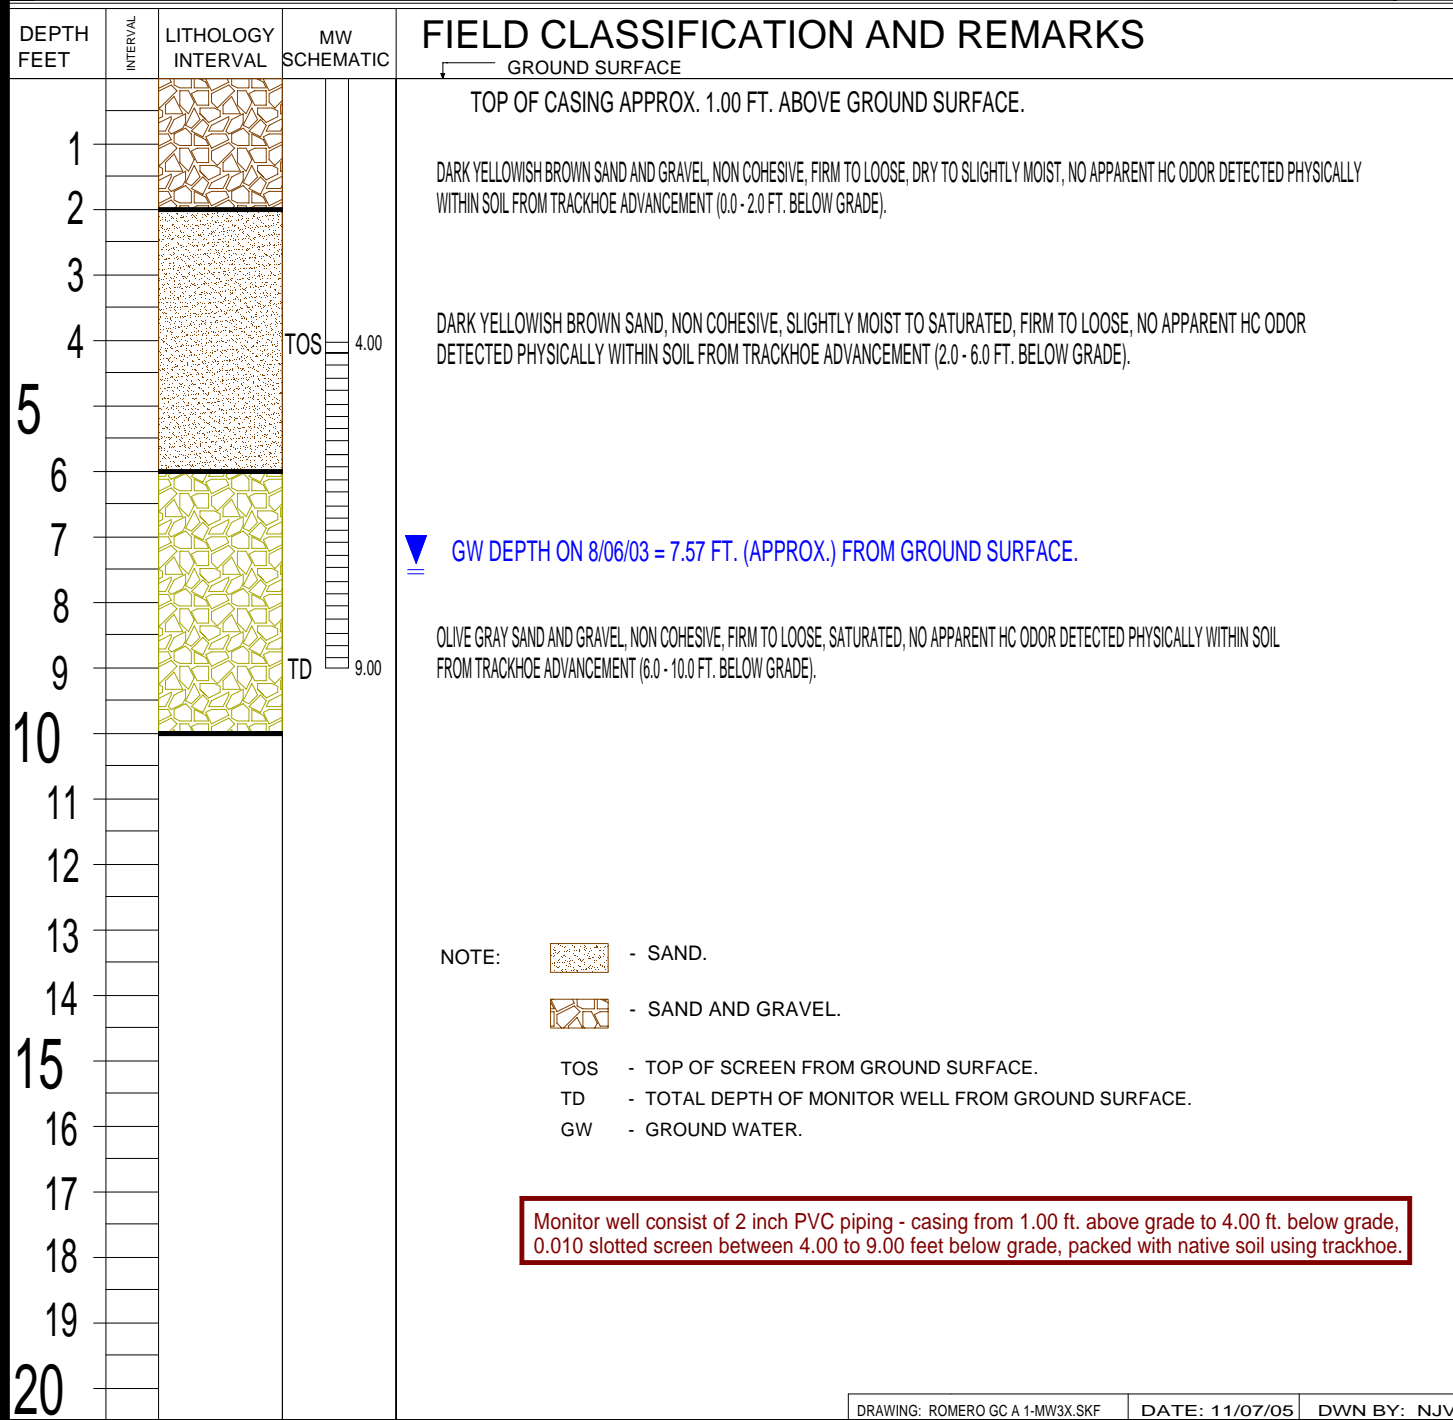 DEPTH
FEET
INTERVAL
LITHOLOGY
INTERVAL
MW
SCHEMATIC
FIELD CLASSIFICATION AND REMARKS
GROUND SURFACE
TOP OF CASING APPROX. 1.00 FT. ABOVE GROUND SURFACE.
1
DARK YELLOWISH BROWN SAND AND GRAVEL, NON COHESIVE, FIRM TO LOOSE, DRY TO SLIGHTLY MOIST, NO APPARENT HC ODOR DETECTED PHYSICALLY
WITHIN SOIL FROM TRACKHOE ADVANCEMENT (0.0 - 2.0 FT. BELOW GRADE).
2
3
DARK YELLOWISH BROWN SAND, NON COHESIVE, SLIGHTLY MOIST TO SATURATED, FIRM TO LOOSE, NO APPARENT HC ODOR
DETECTED PHYSICALLY WITHIN SOIL FROM TRACKHOE ADVANCEMENT (2.0 - 6.0 FT. BELOW GRADE).
4
TOS 4.00
5
6
7
GW DEPTH ON 8/06/03 = 7.57 FT. (APPROX.) FROM GROUND SURFACE.
8
OLIVE GRAY SAND AND GRAVEL, NON COHESIVE, FIRM TO LOOSE, SATURATED, NO APPARENT HC ODOR DETECTED PHYSICALLY WITHIN SOIL
FROM TRACKHOE ADVANCEMENT (6.0 - 10.0 FT. BELOW GRADE).
9
TD 9.00
10
11
12
13
14
15
16
17
18
19
20
NOTE: - SAND.
- SAND AND GRAVEL.
TOS - TOP OF SCREEN FROM GROUND SURFACE.
TD - TOTAL DEPTH OF MONITOR WELL FROM GROUND SURFACE.
GW - GROUND WATER.
Monitor well consist of 2 inch PVC piping - casing from 1.00 ft. above grade to 4.00 ft. below grade,
0.010 slotted screen between 4.00 to 9.00 feet below grade, packed with native soil using trackhoe.
DRAWING: ROMERO GC A 1-MW3X.SKF DATE: 11/07/05 DWN BY: NJV